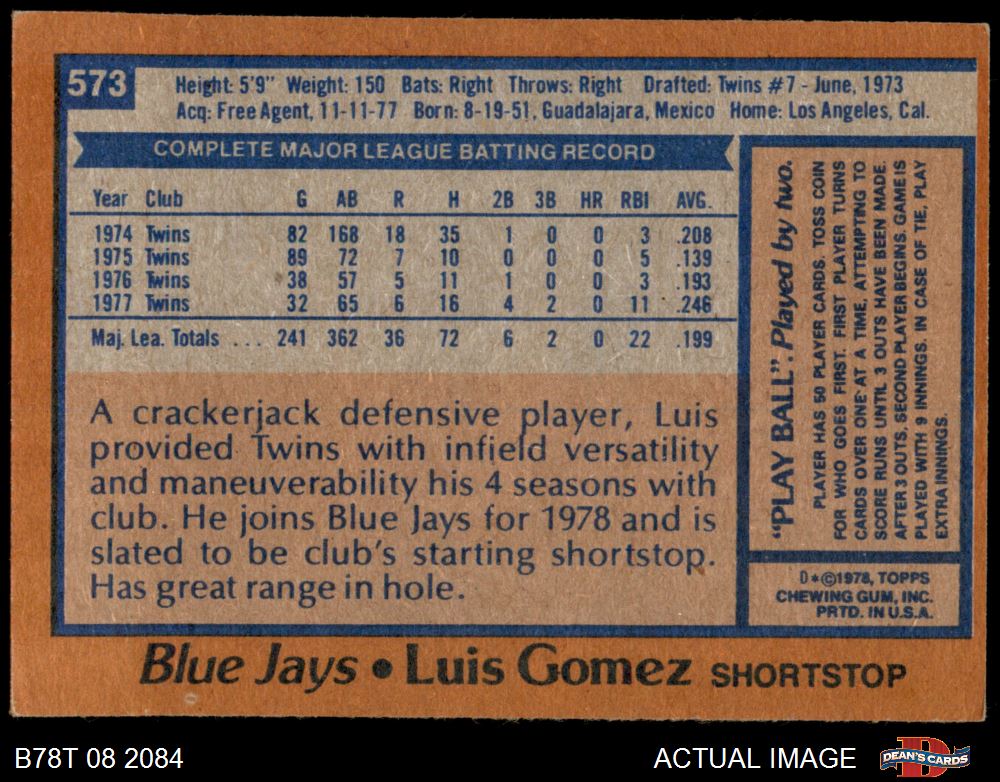 573
Height: 5'9" Weight: 150 Bats: Right Throws: Right Drafted: Twins #7 - June, 1973
Acq: Free Agent, 11-11-77 Born: 8-19-51, Guadalajara, Mexico Home: Los Angeles, Cal.
COMPLETE MAJOR LEAGUE BATTING RECORD
Year Club G AB R H 2B 3B HR RBI AVG.
1974 Twins 82 168 18 35 1 0 0 3 .208
1975 Twins 89 72 7 10 0 0 0 5 .139
1976 Twins 38 57 5 11 1 0 0 3 .193
1977 Twins 32 65 6 16 4 2 0 11 .246
Maj. Lea. Totals ... 241 362 36 72 6 2 0 22 .199
A crackerjack defensive player, Luis
provided Twins with infield versatility
and maneuverability his 4 seasons with
club. He joins Blue Jays for 1978 and is
slated to be club's starting shortstop.
Has great range in hole.
"PLAY BALL". Played by two.
PLAYER HAS 50 PLAYER CARDS. TOSS COIN
FOR WHO GOES FIRST. FIRST PLAYER TURNS
CARDS OVER ONE AT A TIME, ATTEMPTING TO
SCORE RUNS UNTIL 3 OUTS HAVE BEEN MADE.
AFTER 3 OUTS, SECOND PLAYER BEGINS. GAME IS
PLAYED WITH 9 INNINGS. IN CASE OF TIE, PLAY
EXTRA INNINGS.
D*©1978, TOPPS
CHEWING GUM, INC.
PRTD. IN U.S.A.
Blue Jays • Luis Gomez SHORTSTOP
B78T 08 2084
ACTUAL IMAGE
DEAN'S CARDS